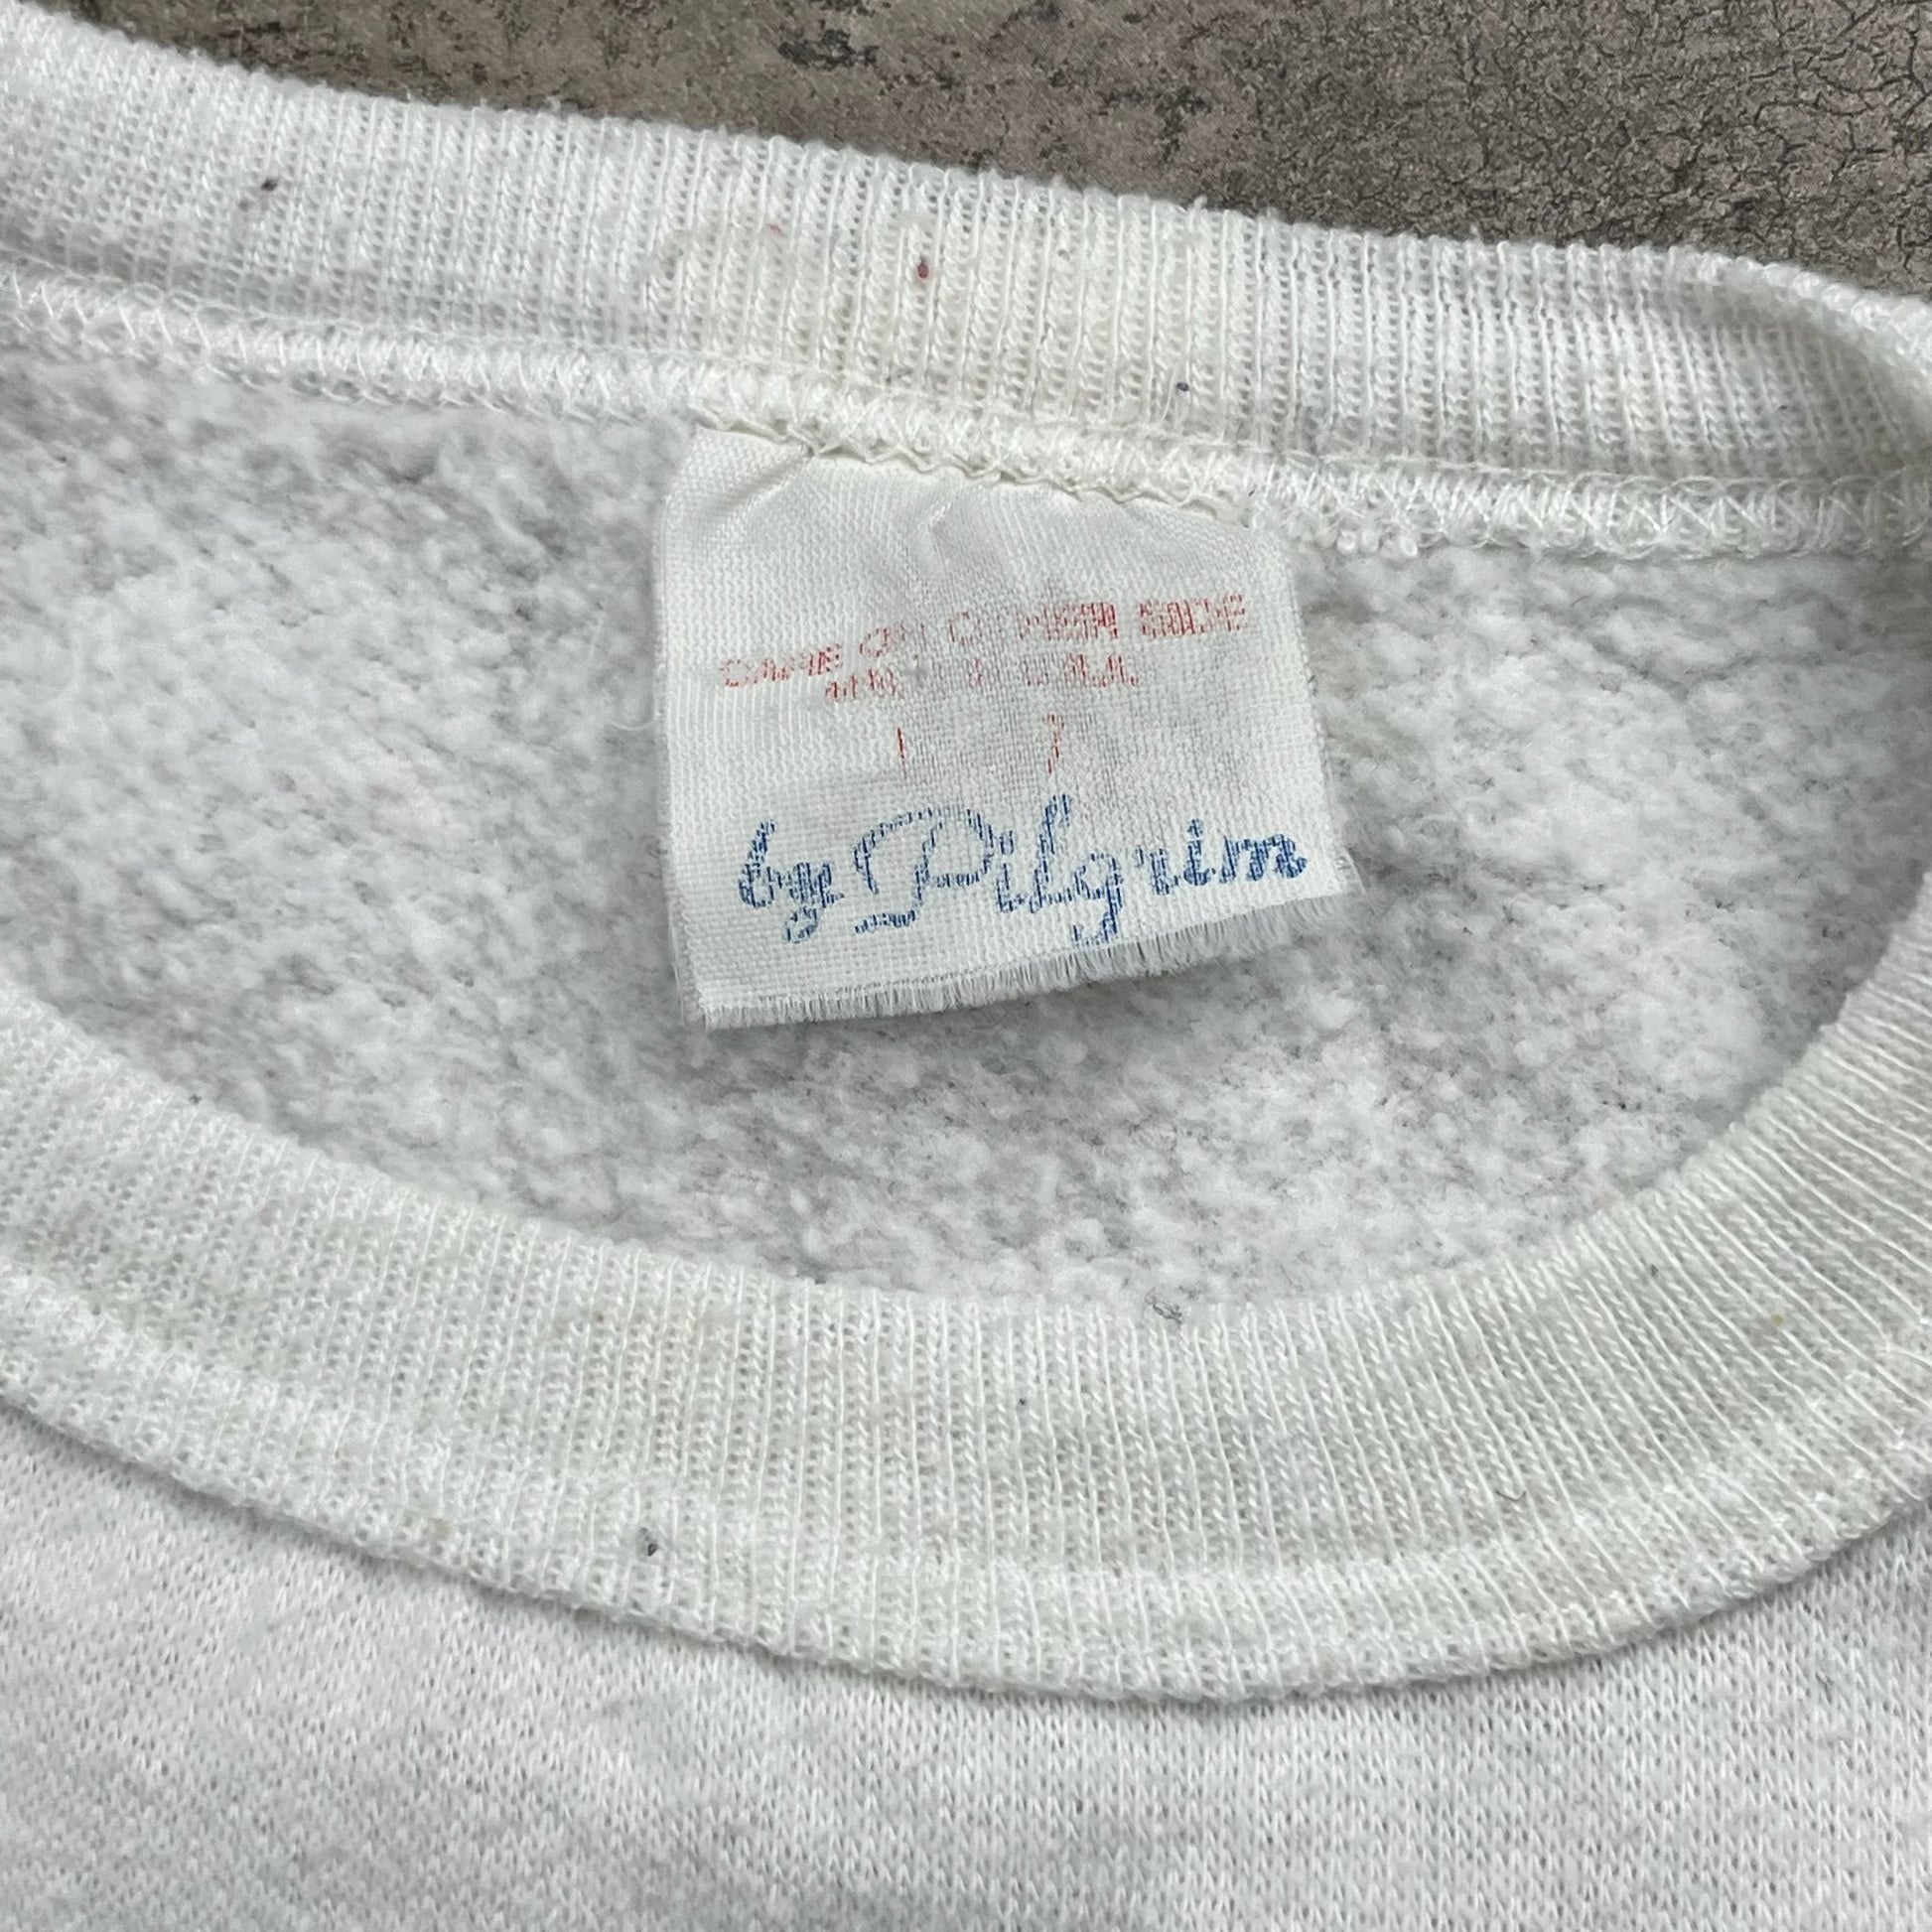 CARE ON OTHER SIDE
MADE IN U.S.A.
by Pilgrim